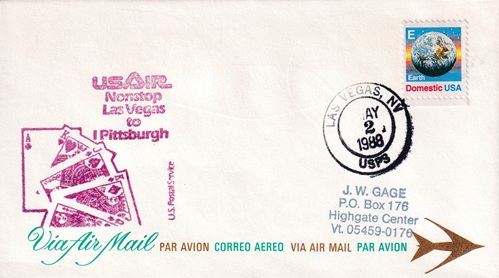 USAIR
Nonstop
Las Vegas
to
Pittsburgh
U.S. Postal Service
E
Earth
Domestic USA
LAS VEGAS, NV
MAY
2
1988
USPS
J. W. GAGE
P.O. Box 176
Highgate Center
Vt. 05459-0176
Via Air Mail PAR AVION CORREO AEREO VIA AIR MAIL PAR AVION